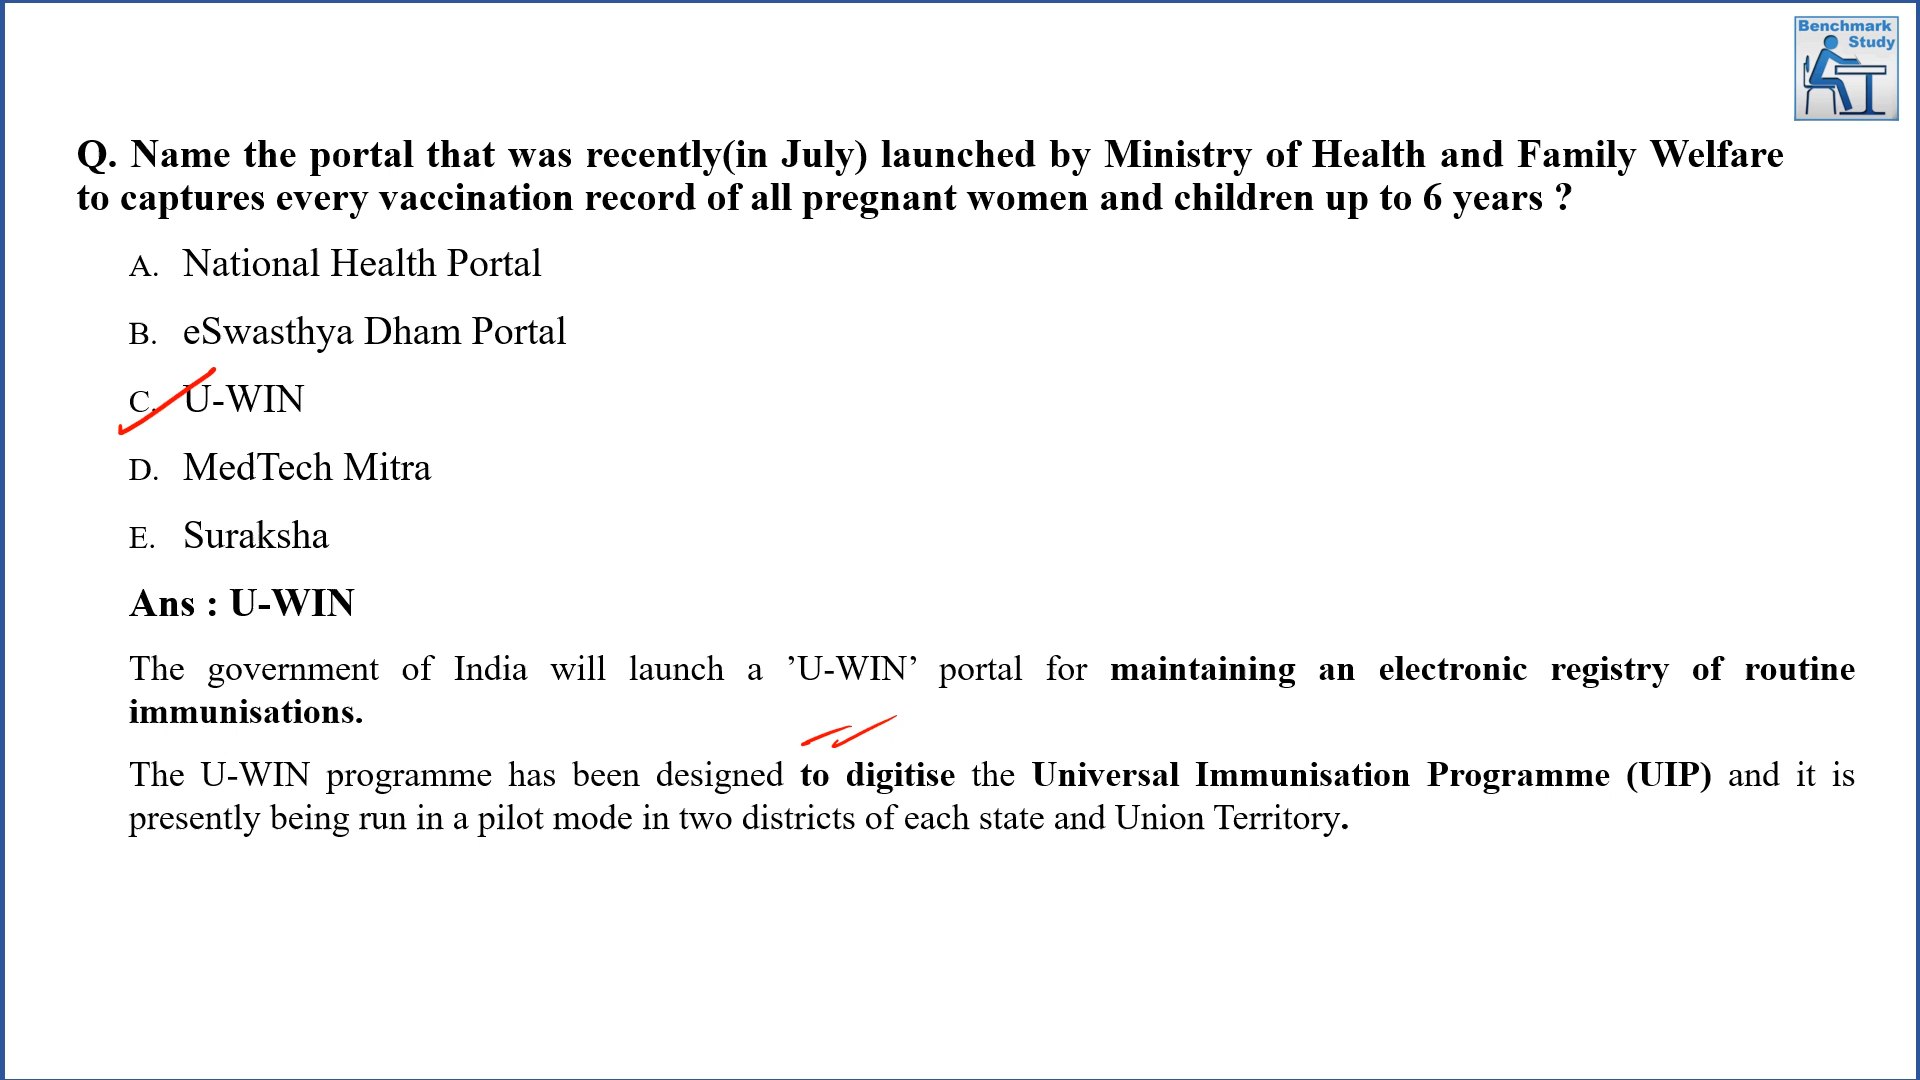 Benchmark
Study
Q. Name the portal that was recently(in July) launched by Ministry of Health and Family Welfare
to captures every vaccination record of all pregnant women and children up to 6 years ?
A. National Health Portal
B. eSwasthya Dham Portal
C. U-WIN
D. MedTech Mitra
E. Suraksha
Ans : U-WIN
The government of India will launch a ’U-WIN’ portal for maintaining an electronic registry of routine
immunisations.
The U-WIN programme has been designed to digitise the Universal Immunisation Programme (UIP) and it is
presently being run in a pilot mode in two districts of each state and Union Territory.